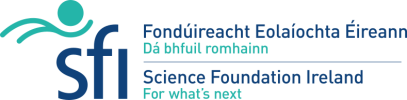 sfi
Fondúireacht Eolaíochta Éireann
Dá bhfuil romhainn
Science Foundation Ireland
For what's next